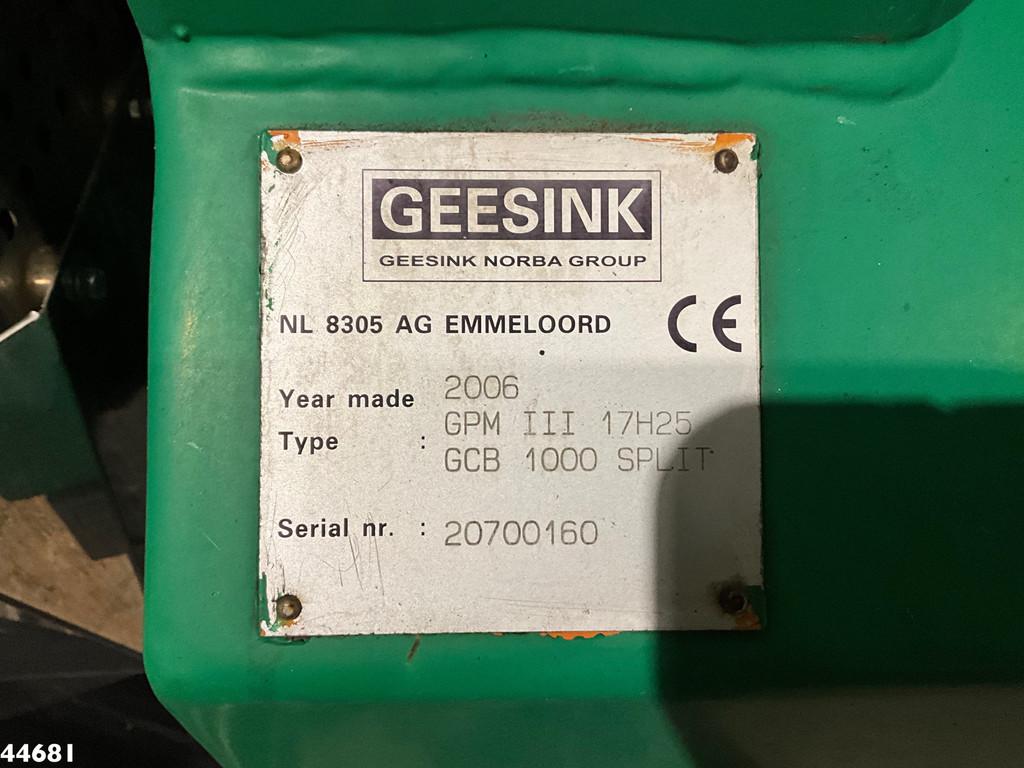 GEESINK
GEESINK NORBA GROUP
NL 8305 AG EMMELOORD CE
Year made 2006
Type : GPM III 17H25
GCB 1000 SPLIT
Serial nr. : 20700160
44681